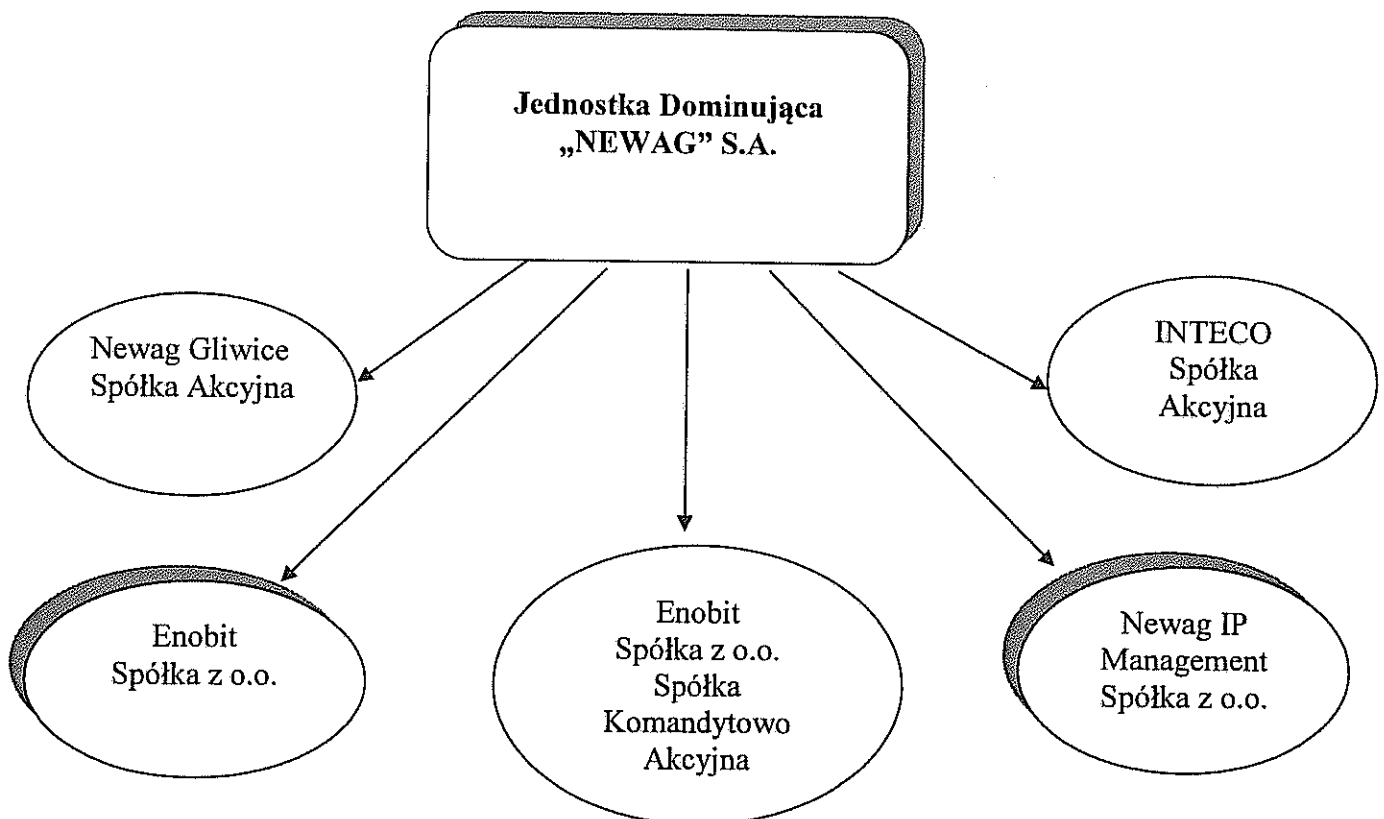 Jednostka Dominująca
„NEWAG” S.A.
Newag Gliwice
Spółka Akcyjna
INTECO
Spółka
Akcyjna
Enobit
Spółka z o.o.
Enobit
Spółka z o.o.
Spółka
Komandytowo
Akcyjna
Newag IP
Management
Spółka z o.o.